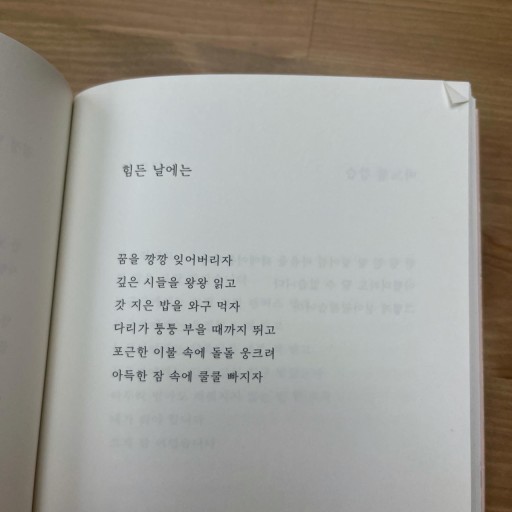 힘든 날에는
꿈을 깡깡 잊어버리자
깊은 시들을 왕왕 읽고
갓 지은 밥을 와구 먹자
다리가 퉁퉁 부을 때까지 뛰고
포근한 이불 속에 돌돌 웅크려
아득한 잠 속에 쿨쿨 빠지자